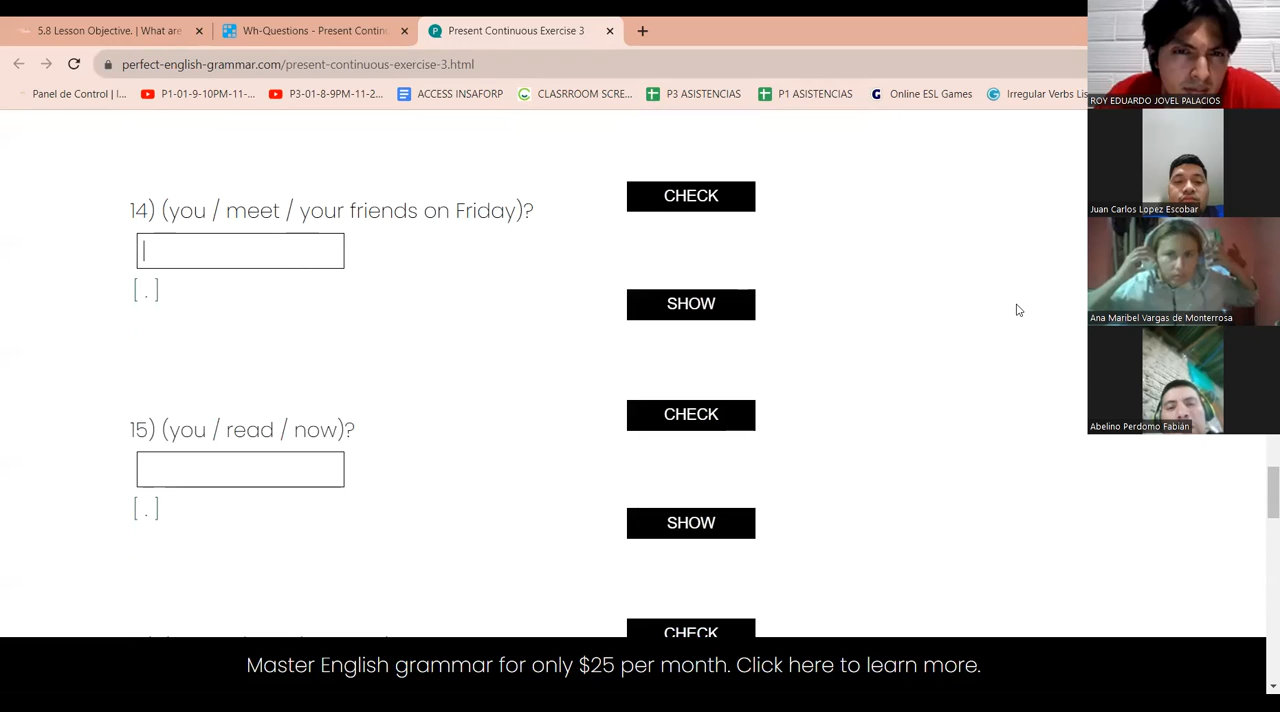 5.8 Lesson Objective. | What are
Wh-Questions - Present Contin
Present Continuous Exercise 3
perfect-english-grammar.com/present-continuous-exercise-3.html
Panel de Control | I...
P1-01-9-10PM-11-...
P3-01-8-9PM-11-2...
ACCESS INSAFORP
CLASSROOM SCRE...
P3 ASISTENCIAS
P1 ASISTENCIAS
Online ESL Games
Irregular Verbs Lis
ROY EDUARDO JOVEL PALACIOS
14) (you / meet / your friends on Friday)?
CHECK
Juan Carlos Lopez Escobar
[ . ]
SHOW
Ana Maribel Vargas de Monterrosa
15) (you / read / now)?
CHECK
Abelino Perdomo Fabián
[ . ]
SHOW
CHECK
Master English grammar for only $25 per month. Click here to learn more.